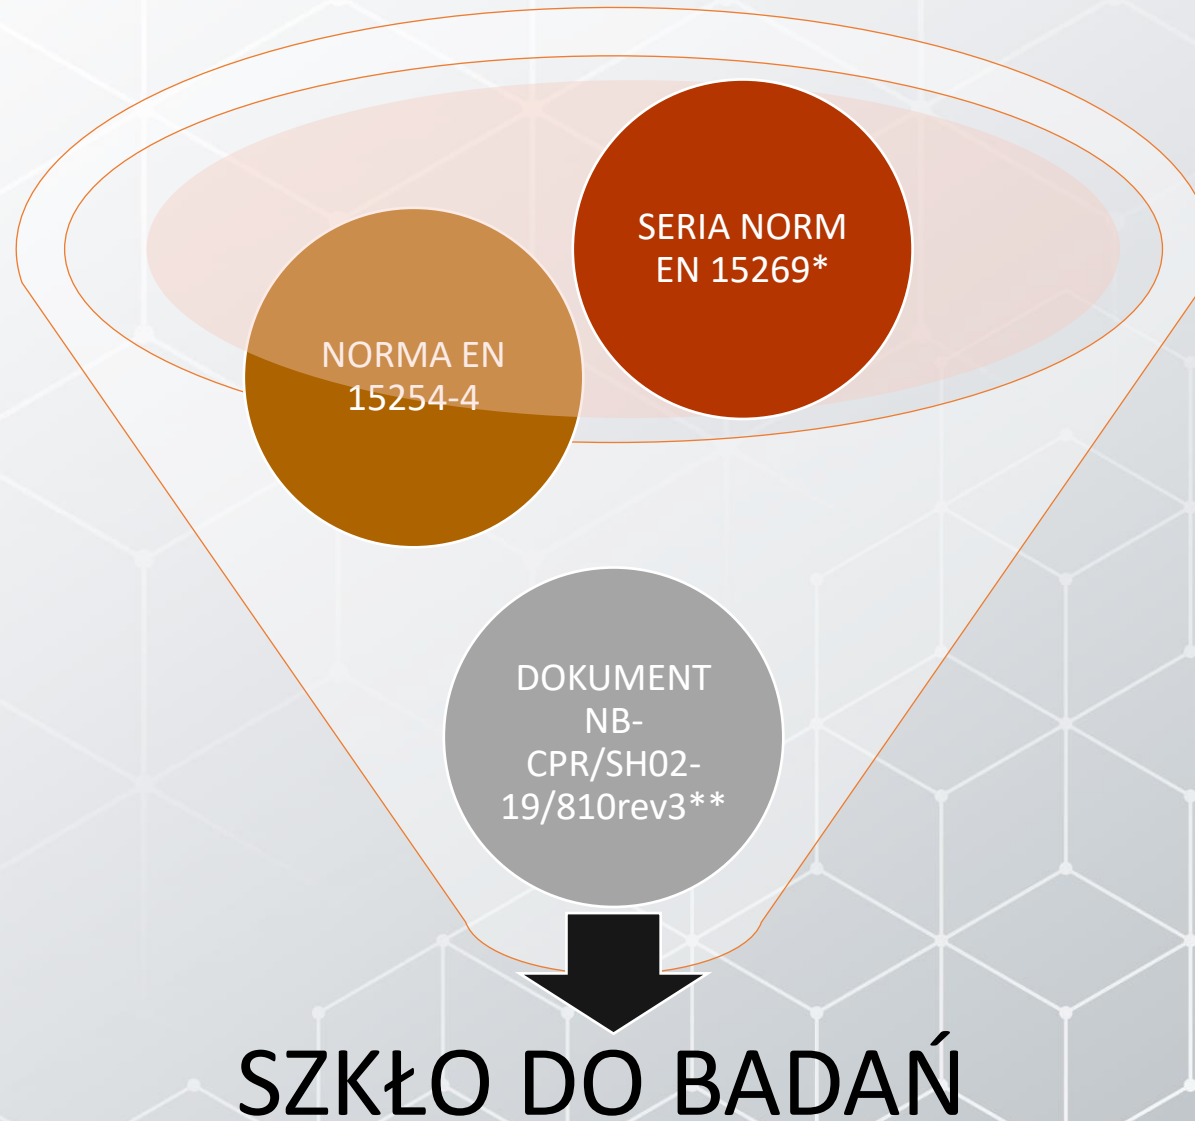 SERIA NORM
EN 15269*
NORMA EN
15254-4
DOKUMENT
NB-
CPR/SH02-
19/810rev3**
SZKŁO DO BADAŃ